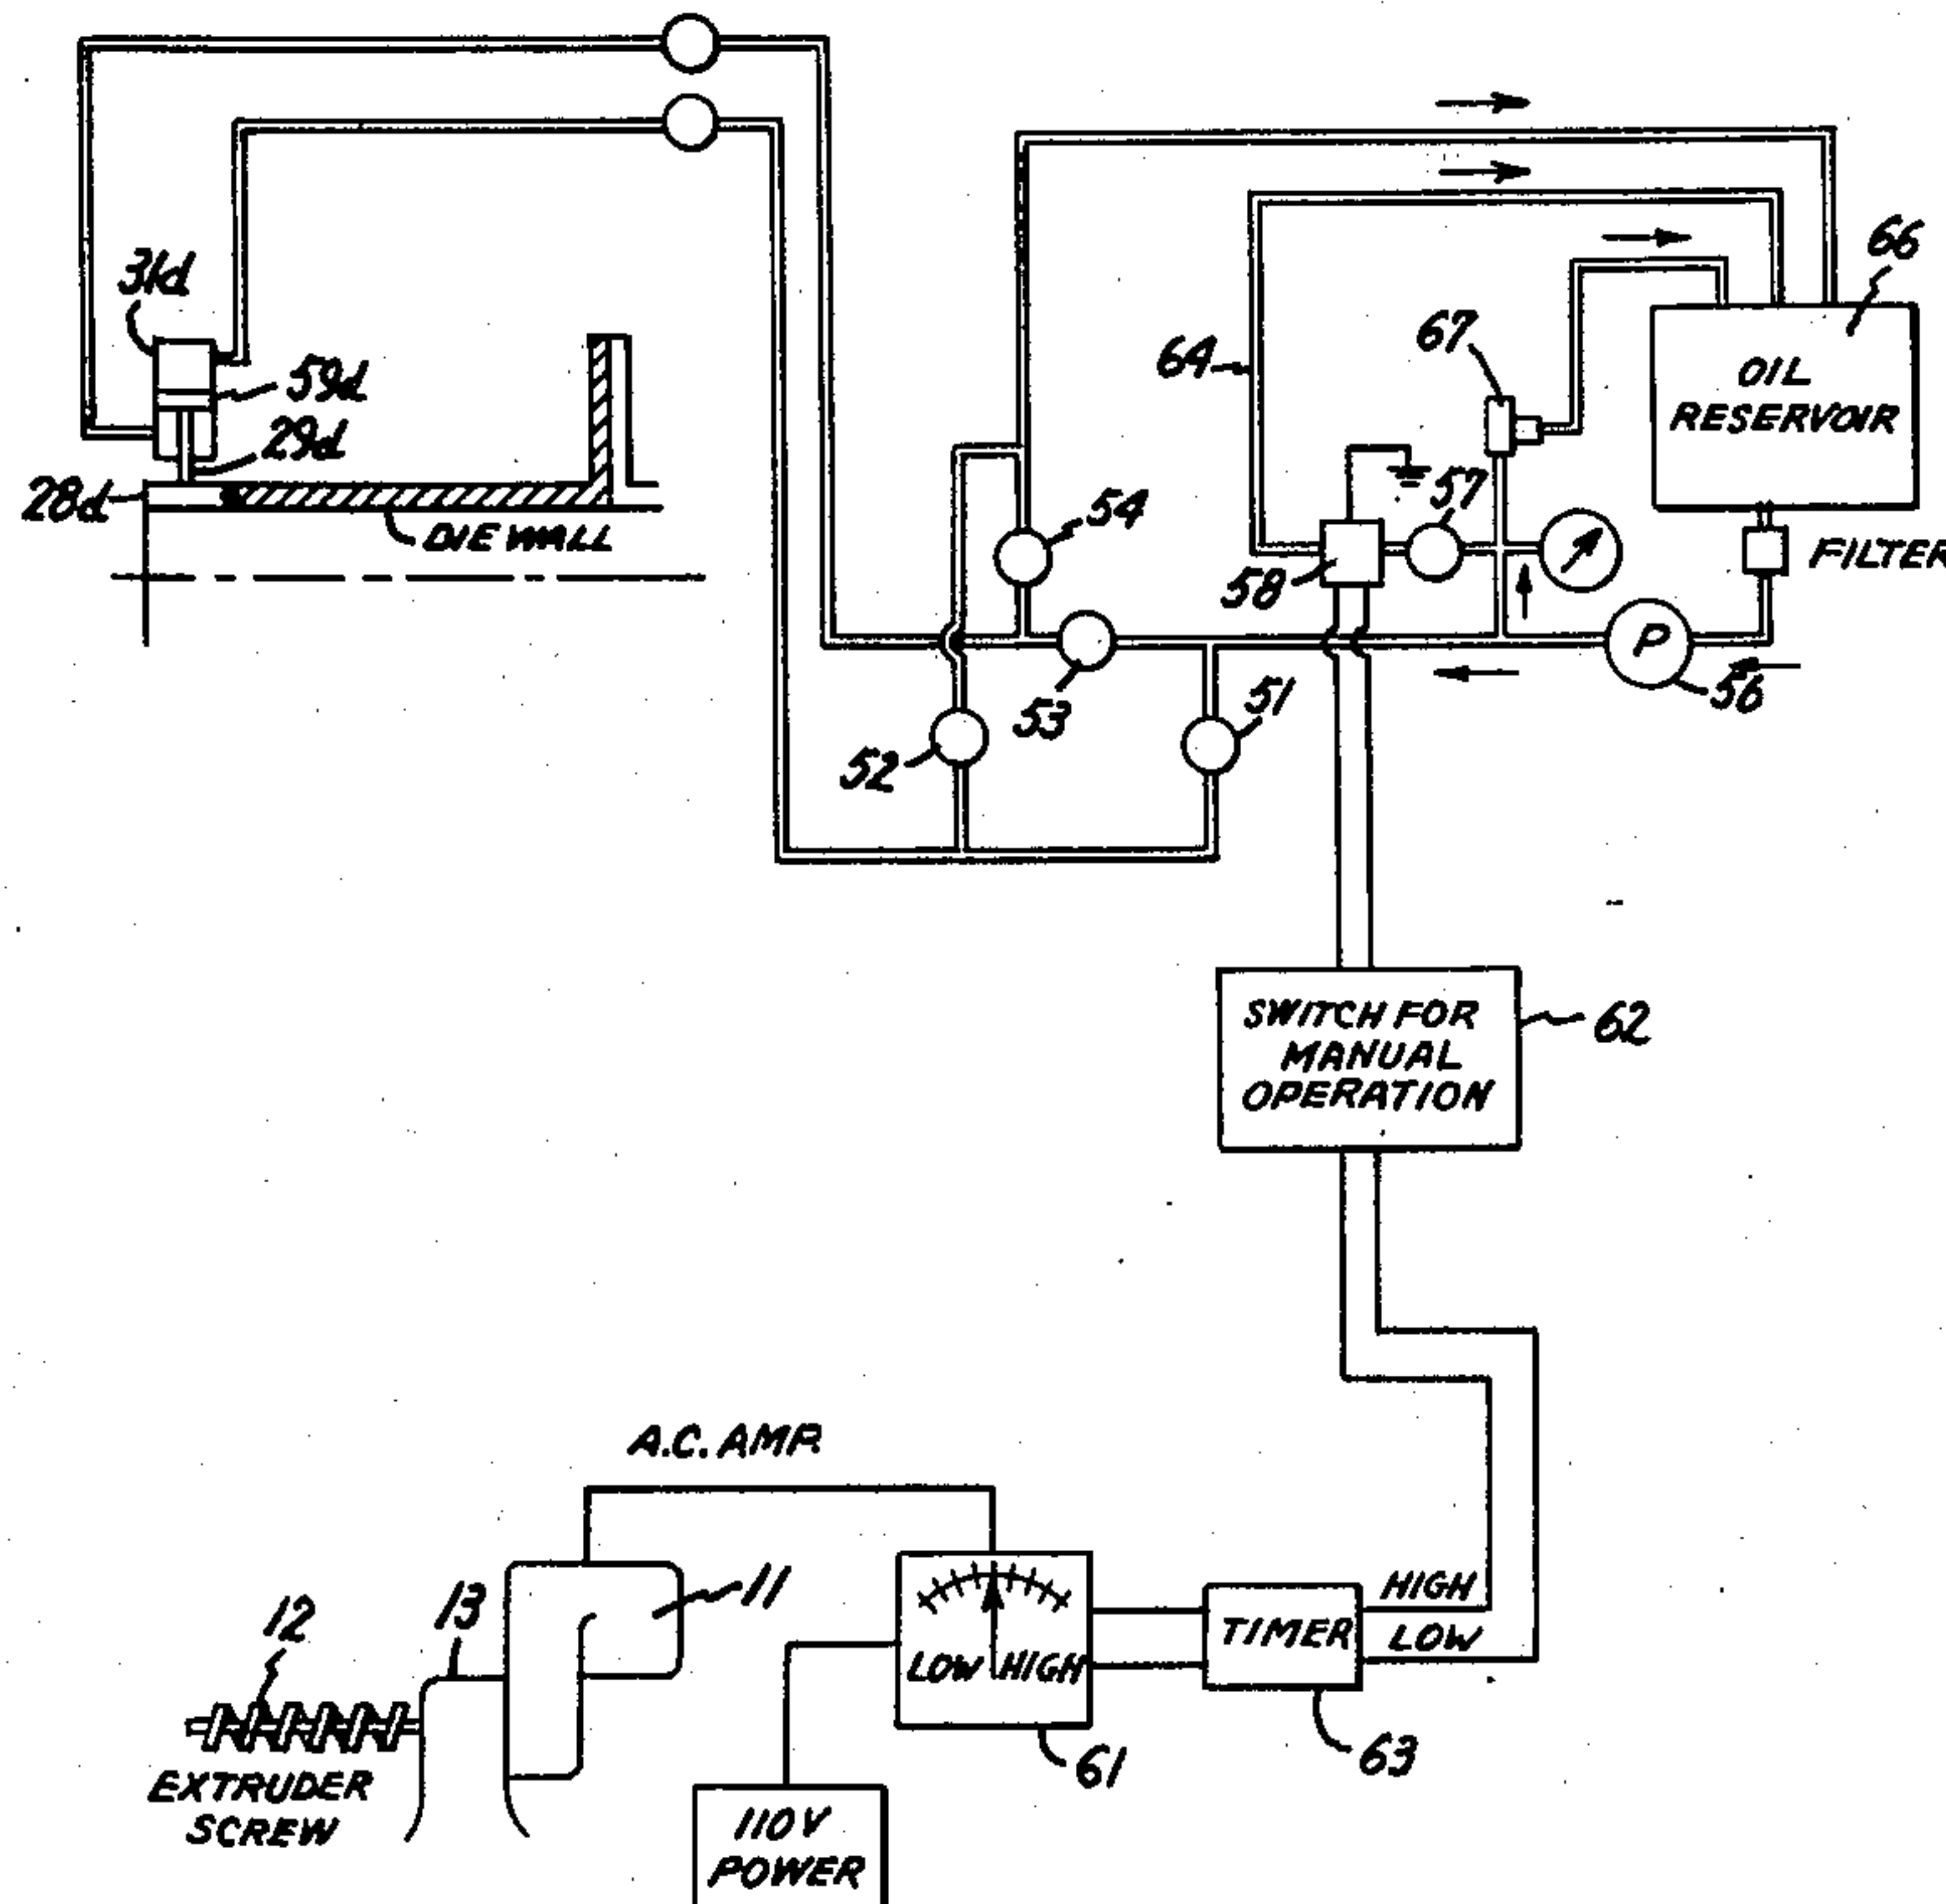 66
31d
67
64
OIL
RESERVOIR
59d
29d
57
28d
54
DIE WALL
FILTER
58
P
56
51
53
52
SWITCH FOR
MANUAL
OPERATION
62
A.C. AMP.
11
12
13
HIGH
TIMER
LOW
LOW HIGH
63
61
EXTRUDER
SCREW
110V
POWER